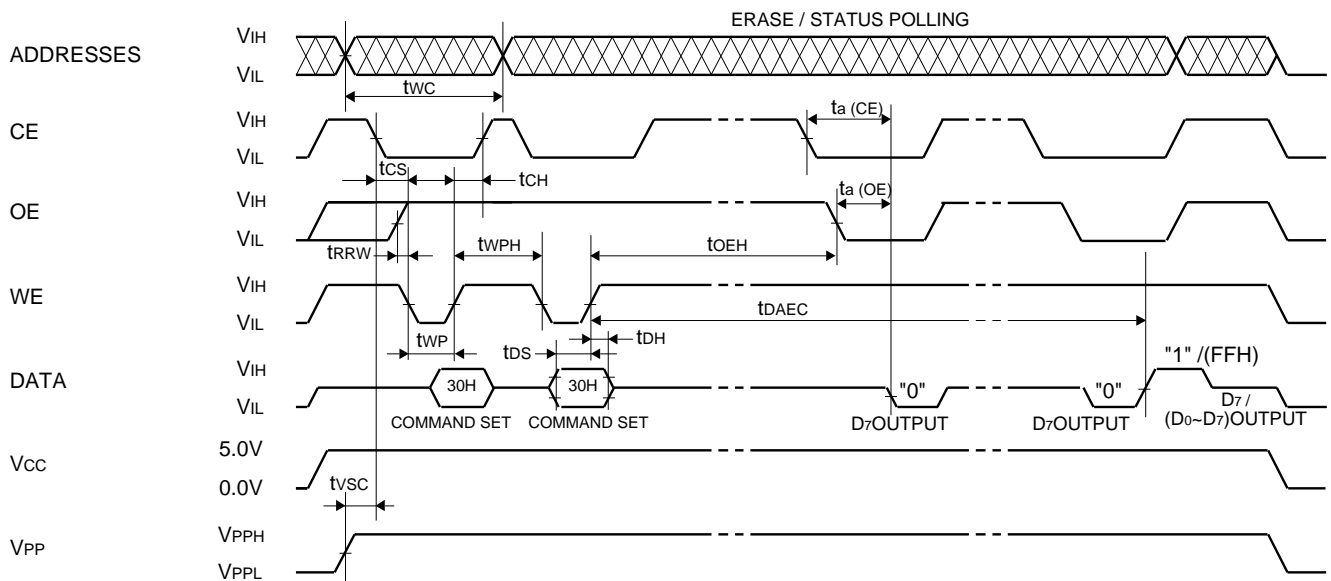 ERASE / STATUS POLLING
ADDRESSES
VIH
VIL
tWC
CE
VIH
VIL
ta (CE)
tCS
tCH
OE
VIH
VIL
ta (OE)
tRRW
tWPH
tOEH
WE
VIH
VIL
tWP
tDS
tDH
tDAEC
DATA
VIH
VIL
30H
30H
"0"
"0"
"1" /(FFH)
COMMAND SET
COMMAND SET
D7OUTPUT
D7OUTPUT
D7 /
(D0~D7)OUTPUT
VCC
5.0V
0.0V
tVSC
VPP
VPPH
VPPL